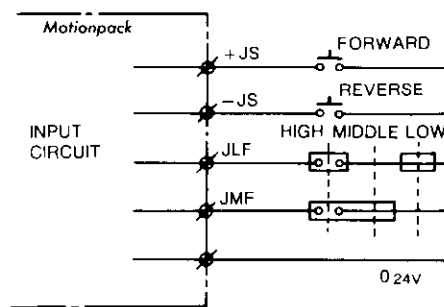 Motionpack
+JS
FORWARD
-JS
REVERSE
INPUT
CIRCUIT
HIGH MIDDLE LOW
JLF
JMF
0 24V